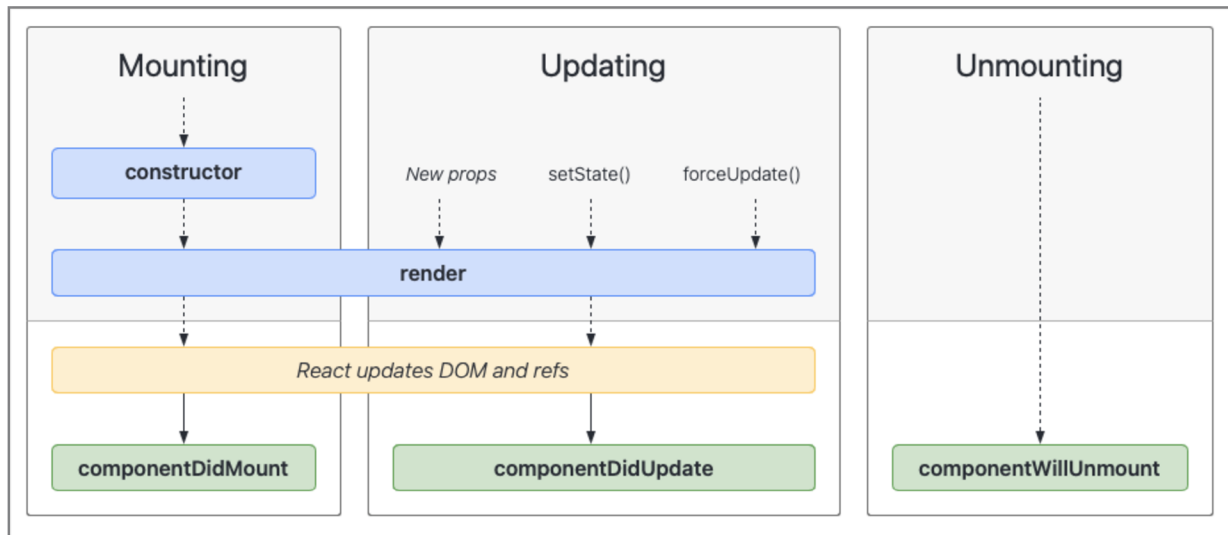 Mounting
Updating
Unmounting
constructor
New props
setState()
forceUpdate()
render
React updates DOM and refs
componentDidMount
componentDidUpdate
componentWillUnmount